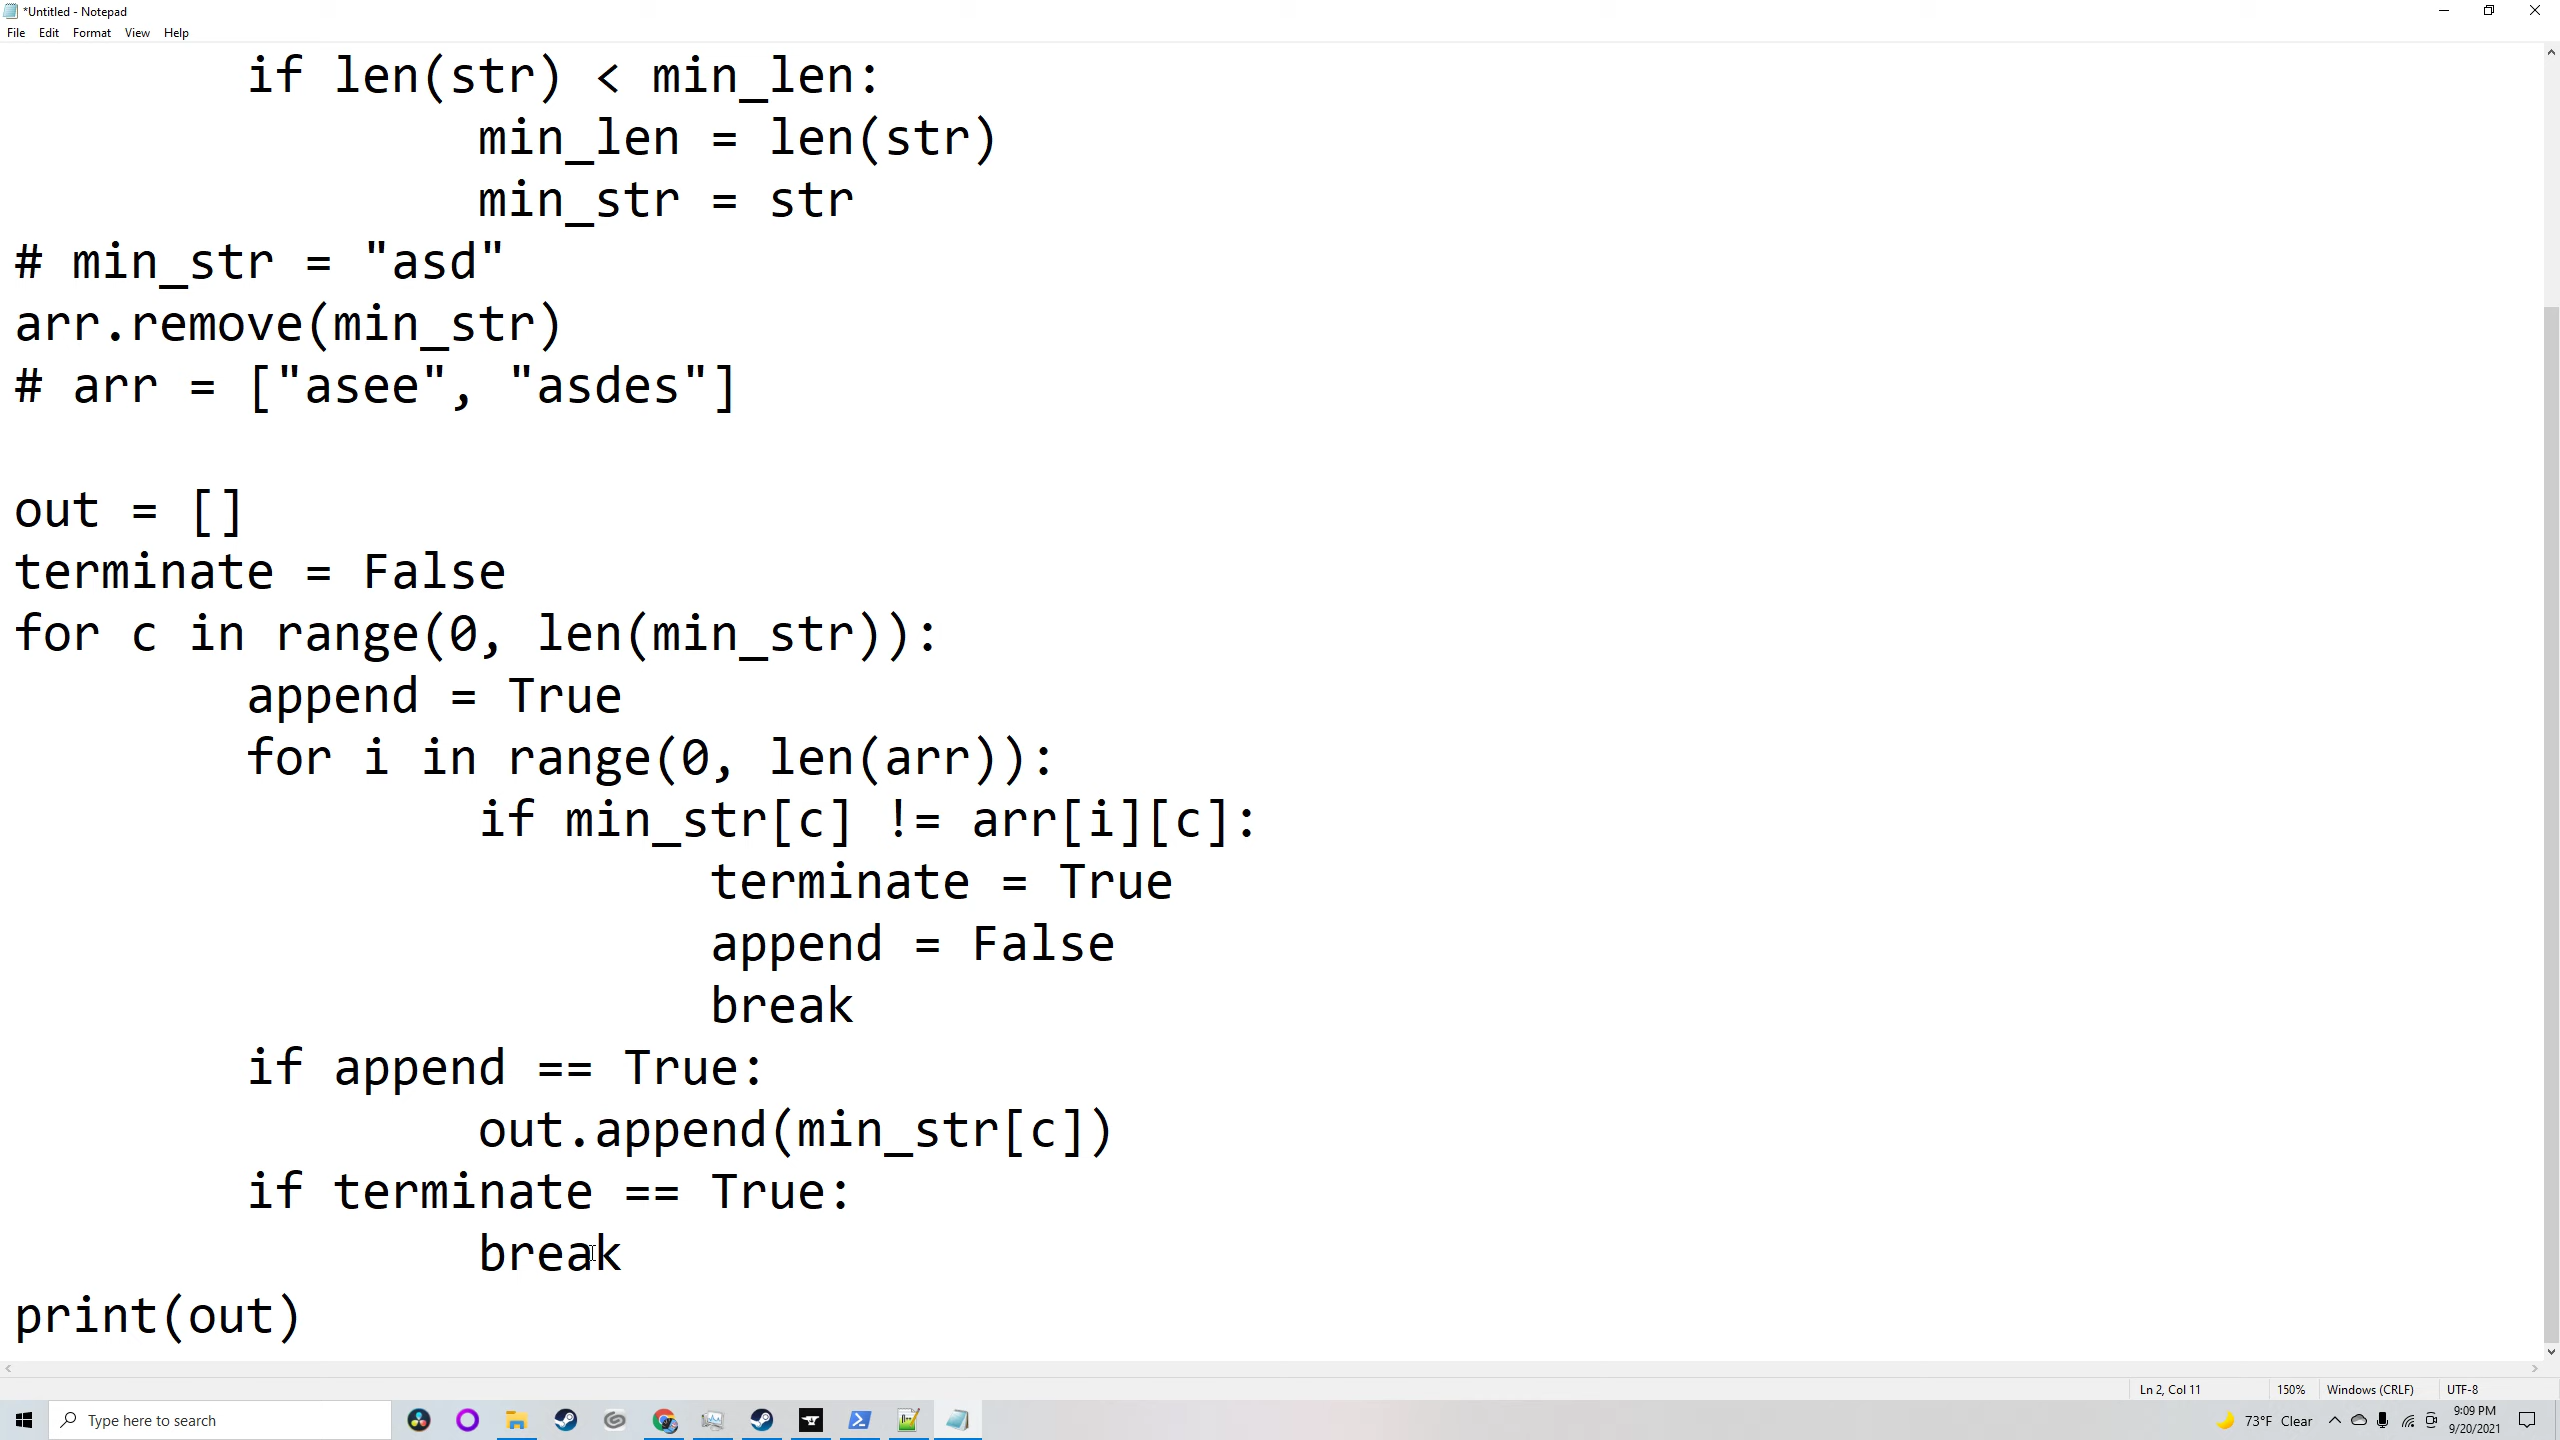 *Untitled - Notepad
File Edit Format View Help
        if len(str) < min_len:
                min_len = len(str)
                min_str = str
# min_str = "asd"
arr.remove(min_str)
# arr = ["asee", "asdes"]

out = []
terminate = False
for c in range(0, len(min_str)):
        append = True
        for i in range(0, len(arr)):
                if min_str[c] != arr[i][c]:
                        terminate = True
                        append = False
                        break
        if append == True:
                out.append(min_str[c])
        if terminate == True:
                break
print(out)
Ln 2, Col 11 150% Windows (CRLF) UTF-8
Type here to search 73°F Clear 9:09 PM
9/20/2021